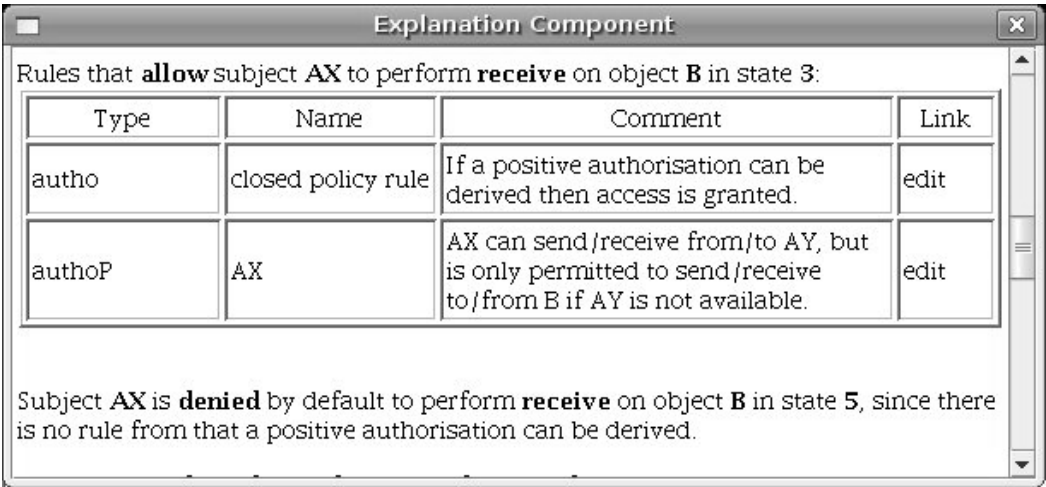 Explanation Component
Rules that allow subject AX to perform receive on object B in state 3:
Type Name Comment Link
autho closed policy rule If a positive authorisation can be
derived then access is granted. edit
authoP AX AX can send/receive from/to AY, but
is only permitted to send/receive
to/from B if AY is not available. edit
Subject AX is denied by default to perform receive on object B in state 5, since there
is no rule from that a positive authorisation can be derived.